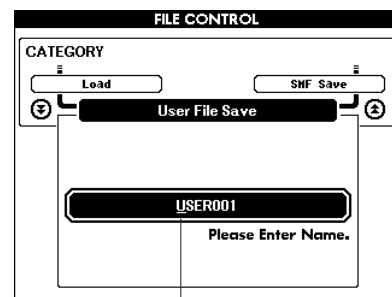 FILE CONTROL
CATEGORY
Load
SMF Save
User File Save
USER001
Please Enter Name.